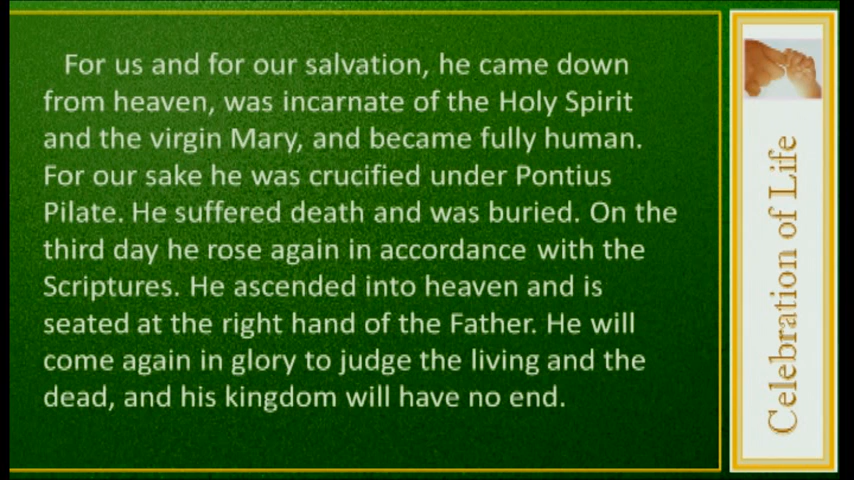 For us and for our salvation, he came down
from heaven, was incarnate of the Holy Spirit
and the virgin Mary, and became fully human.
For our sake he was crucified under Pontius
Pilate. He suffered death and was buried. On the
third day he rose again in accordance with the
Scriptures. He ascended into heaven and is
seated at the right hand of the Father. He will
come again in glory to judge the living and the
dead, and his kingdom will have no end.
Celebration of Life